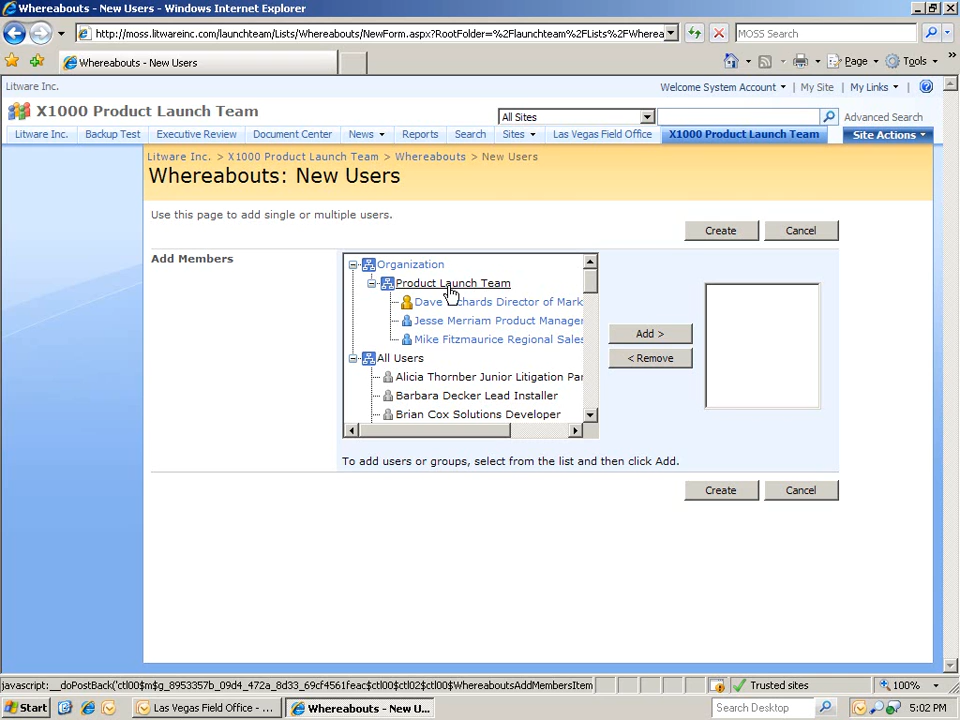 Whereabouts - New Users - Windows Internet Explorer
http://moss.litwareinc.com/launchteam/Lists/Whereabouts/NewForm.aspx?RootFolder=%2Flaunchteam%2FLists%2FWherea
MOSS Search
Whereabouts - New Users
Page
Tools
Litware Inc.
Welcome System Account
My Site
My Links
X1000 Product Launch Team
All Sites
Advanced Search
Litware Inc.
Backup Test
Executive Review
Document Center
News
Reports
Search
Sites
Las Vegas Field Office
X1000 Product Launch Team
Site Actions
Litware Inc. > X1000 Product Launch Team > Whereabouts > New Users
Whereabouts: New Users
Use this page to add single or multiple users.
Create
Cancel
Add Members
Organization
Product Launch Team
Dave Richards Director of Mark
Jesse Merriam Product Manager
Mike Fitzmaurice Regional Sales
All Users
Alicia Thornber Junior Litigation Par
Barbara Decker Lead Installer
Brian Cox Solutions Developer
Add >
< Remove
To add users or groups, select from the list and then click Add.
Create
Cancel
javascript:__doPostBack('ctl00$m$g_8953357b_09d4_472a_8d33_69cf4561feac$ctl00$ctl02$ctl00$WhereaboutsAddMembersItem
Trusted sites
100%
Start
Las Vegas Field Office - ...
Whereabouts - New U...
Search Desktop
5:02 PM